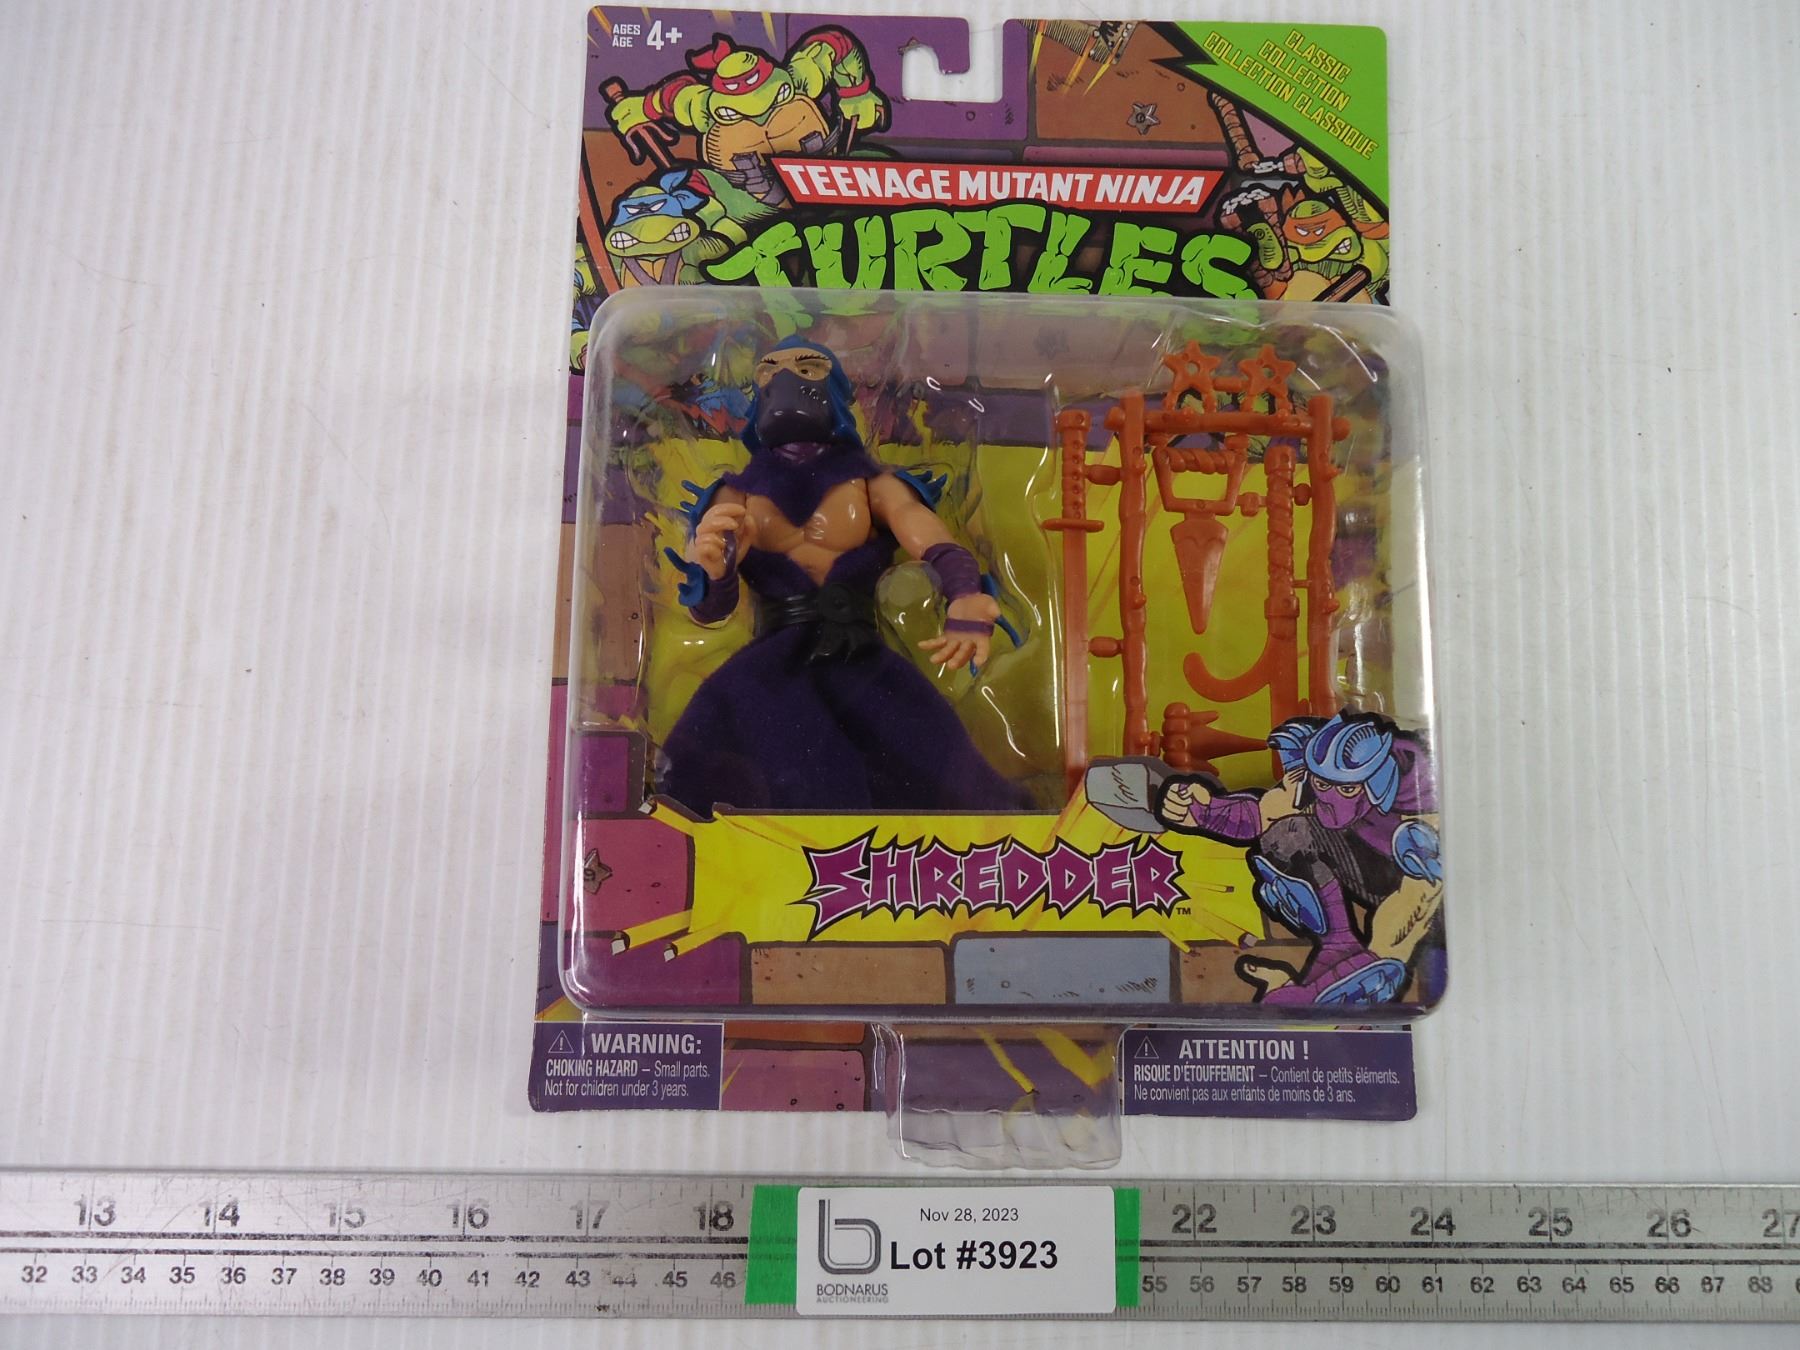 AGES
ÂGE 4+
CLASSIC
COLLECTION
COLLECTION CLASSIQUE
TEENAGE MUTANT NINJA
TURTLES
SHREDDER™
WARNING:
CHOKING HAZARD – Small parts.
Not for children under 3 years.
ATTENTION !
RISQUE D'ÉTOUFFEMENT – Contient de petits éléments.
Ne convient pas aux enfants de moins de 3 ans.
13 14 15 16 17 18 22 23 24 25 26 27
32 33 34 35 36 37 38 39 40 41 42 43 44 45 46 55 56 57 58 59 60 61 62 63 64 65 66 67 68
Nov 28, 2023
Lot #3923
BODNARUS
AUCTIONEERING